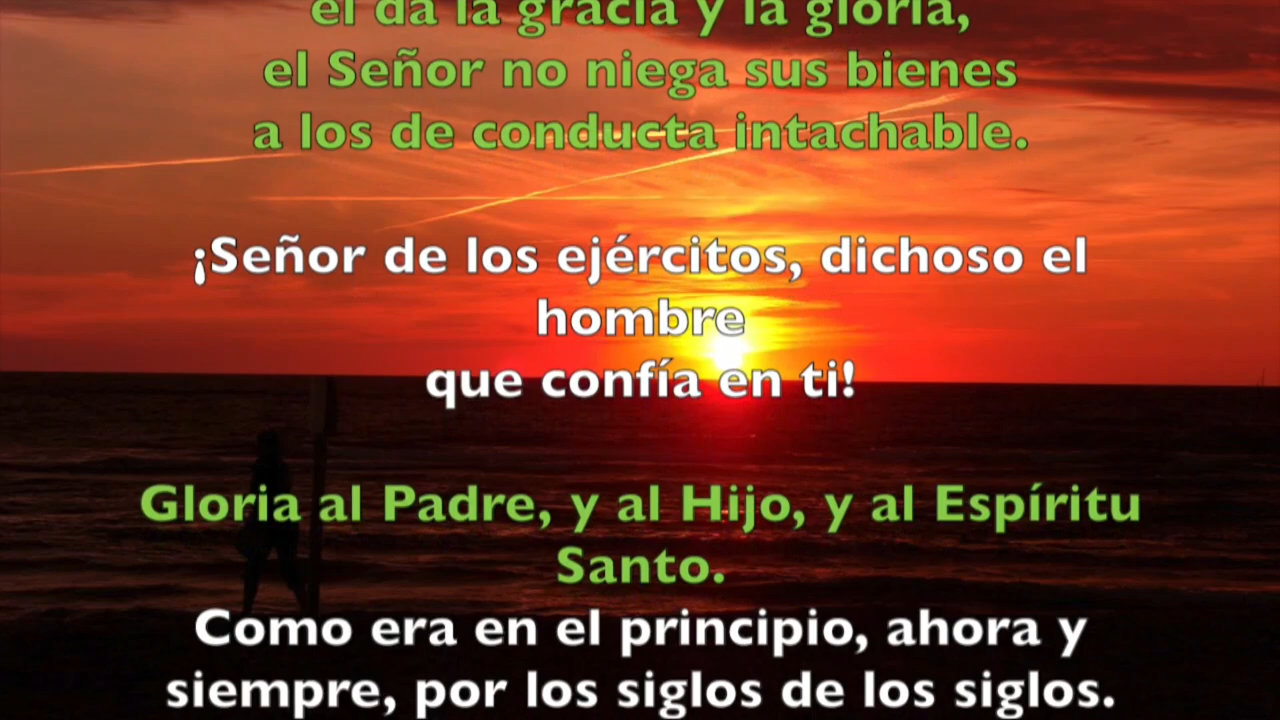 él da la gracia y la gloria,
el Señor no niega sus bienes
a los de conducta intachable.
¡Señor de los ejércitos, dichoso el
hombre
que confía en ti!
Gloria al Padre, y al Hijo, y al Espíritu
Santo.
Como era en el principio, ahora y
siempre, por los siglos de los siglos.